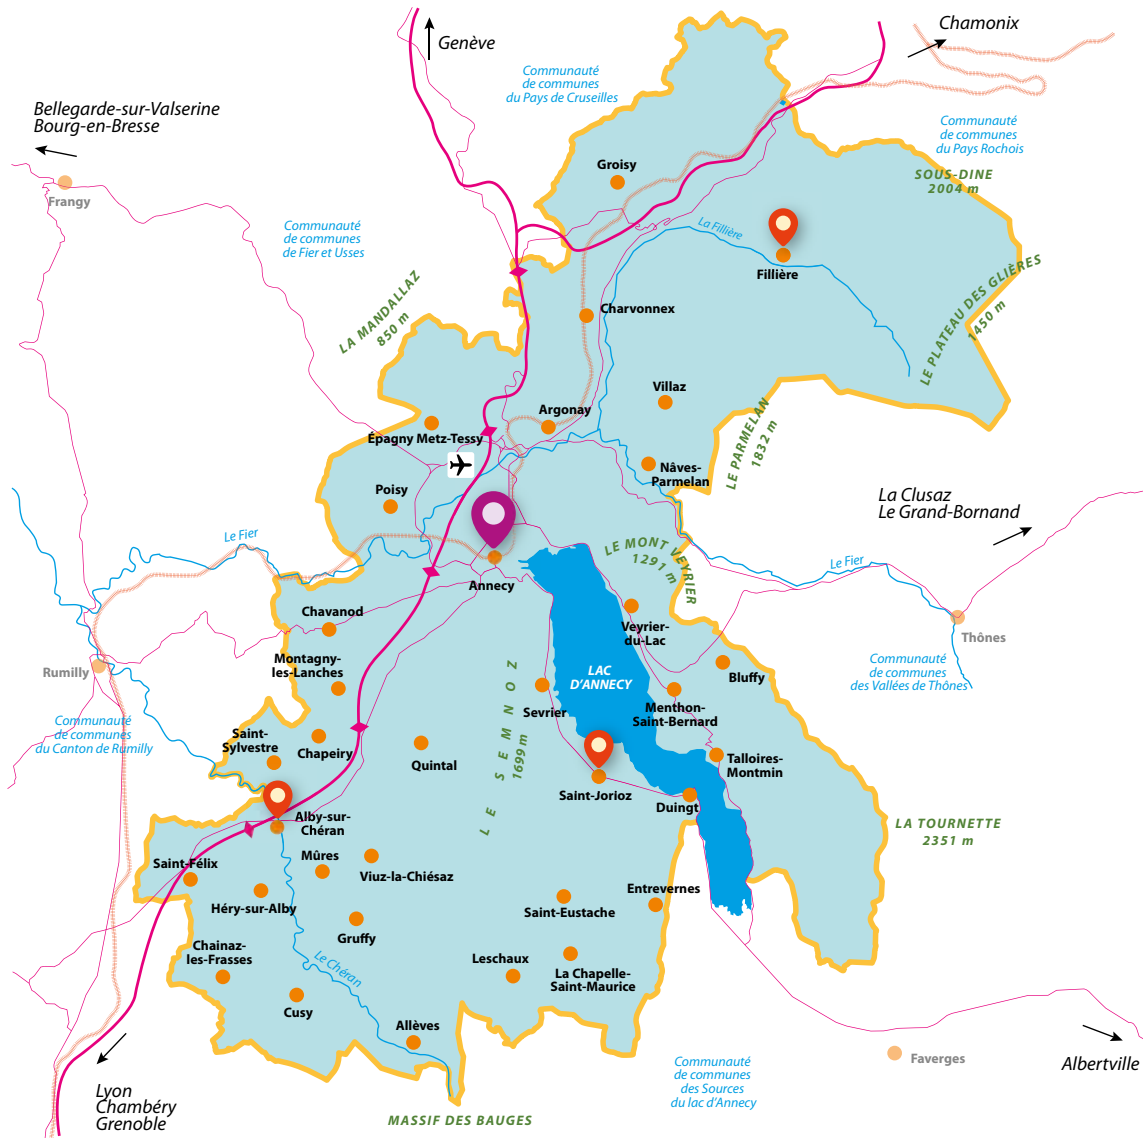 Chamonix
Genève
Communauté
de communes
du Pays de Cruseilles
Bellegarde-sur-Valserine
Bourg-en-Bresse
Communauté
de communes
du Pays Rochois
Groisy
SOUS-DINE
2004 m
Frangy
La Fillière
Communauté
de communes
de Fier et Usses
Fillière
LA MANDALLAZ
850 m
LE PLATEAU DES GLIÈRES
1450 m
Charvonnex
Villaz
Argonay
LE PARMELAN
1832 m
Épagny Metz-Tessy
Nâves-
Parmelan
Poisy
La Clusaz
Le Grand-Bornand
Le Fier
LE MONT VEYRIER
1291 m
Le Fier
Annecy
Chavanod
Veyrier-
du-Lac
Thônes
Montagny-
les-Lanches
Rumilly
LAC
D'ANNECY
Bluffy
Communauté
de communes
des Vallées de Thônes
Sevrier
Menthon-
Saint-Bernard
Communauté
de communes
du Canton de Rumilly
Saint-
Sylvestre
Chapeiry
Quintal
LE SEMNOZ
1699 m
Talloires-
Montmin
Saint-Jorioz
Duingt
Alby-sur-
Chéran
LA TOURNETTE
2351 m
Saint-Félix
Mûres
Viuz-la-Chiésaz
Entrevernes
Héry-sur-Alby
Saint-Eustache
Gruffy
Chainaz-
les-Frasses
Le Chéran
Leschaux
La Chapelle-
Saint-Maurice
Cusy
Allèves
Faverges
Communauté
de communes
des Sources
du lac d'Annecy
Albertville
Lyon
Chambéry
Grenoble
MASSIF DES BAUGES